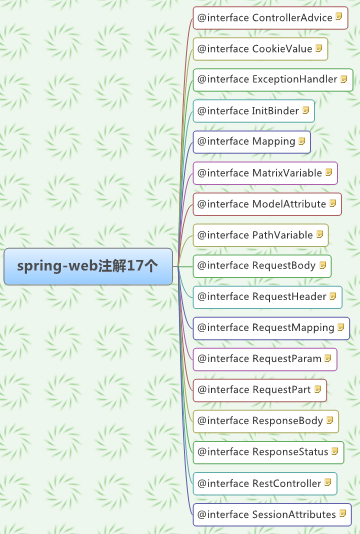 spring-web注解17个
@interface ControllerAdvice
@interface CookieValue
@interface ExceptionHandler
@interface InitBinder
@interface Mapping
@interface MatrixVariable
@interface ModelAttribute
@interface PathVariable
@interface RequestBody
@interface RequestHeader
@interface RequestMapping
@interface RequestParam
@interface RequestPart
@interface ResponseBody
@interface ResponseStatus
@interface RestController
@interface SessionAttributes